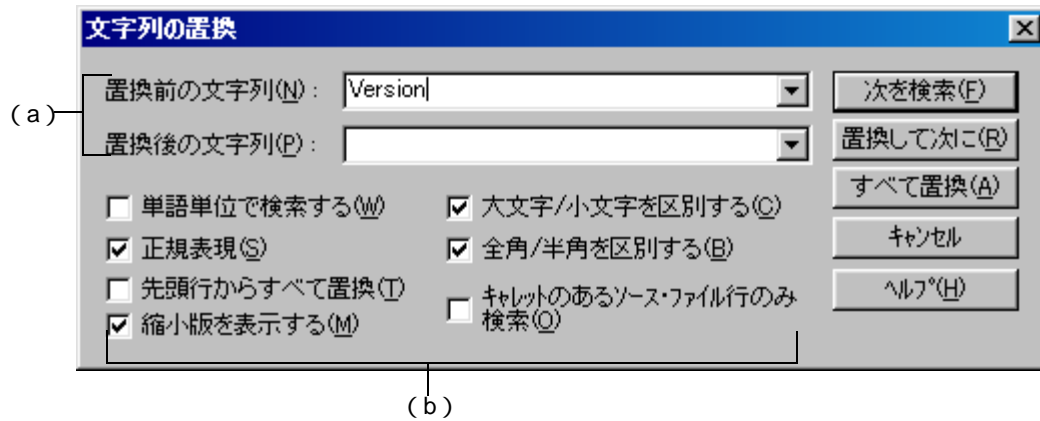 文字列の置換
置換前の文字列(N): Version 次を検索(F)
(a)
置換後の文字列(P): 置換して次に(R)
すべて置換(A)
単語単位で検索する(W) 大文字/小文字を区別する(C)
正規表現(S) 全角/半角を区別する(B) キャンセル
先頭行からすべて置換(T) キャレットのあるソース・ファイル行のみ ヘルプ(H)
検索(O)
縮小版を表示する(M)
(b)